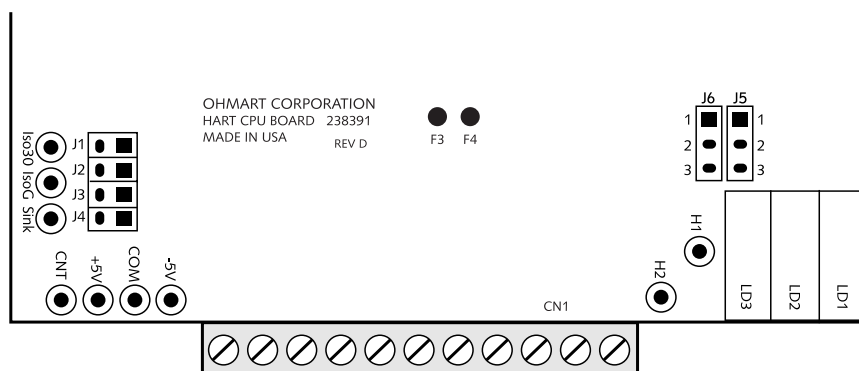 OHMART CORPORATION
HART CPU BOARD 238391
MADE IN USA REV D
F3 F4
J6 J5
1 1
2 2
3 3
Iso30 IsoG Sink
J1
J2
J3
J4
CNT +5V COM -5V
H1
H2
CN1
LD3 LD2 LD1